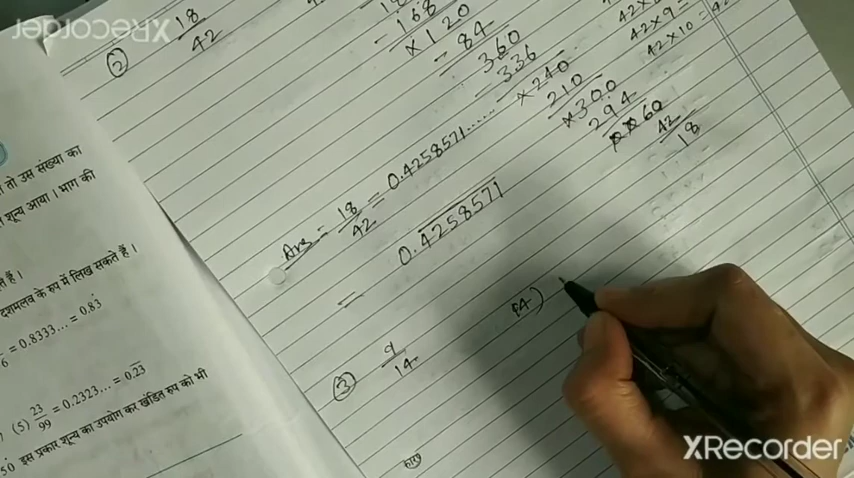 XRecorder
② 18/42
168
× 120
- 84
360
- 336
× 240
210
× 300
294
× × 60
42
18
42×9=
42×10=
Ans = 18/42 = 0.4258571......
= 0.4258571
③ 9/14
14)
तो उस संख्या का
शून्य आया । भाग की
हैं ।
दशमलव के रूप में लिख सकते हैं ।
6 = 0.8333... = 0.83
(5) 23/99 = 0.2323... = 0.23
50 इस प्रकार शून्य का उपयोग कर खंडित रूप को भी
XRecorder